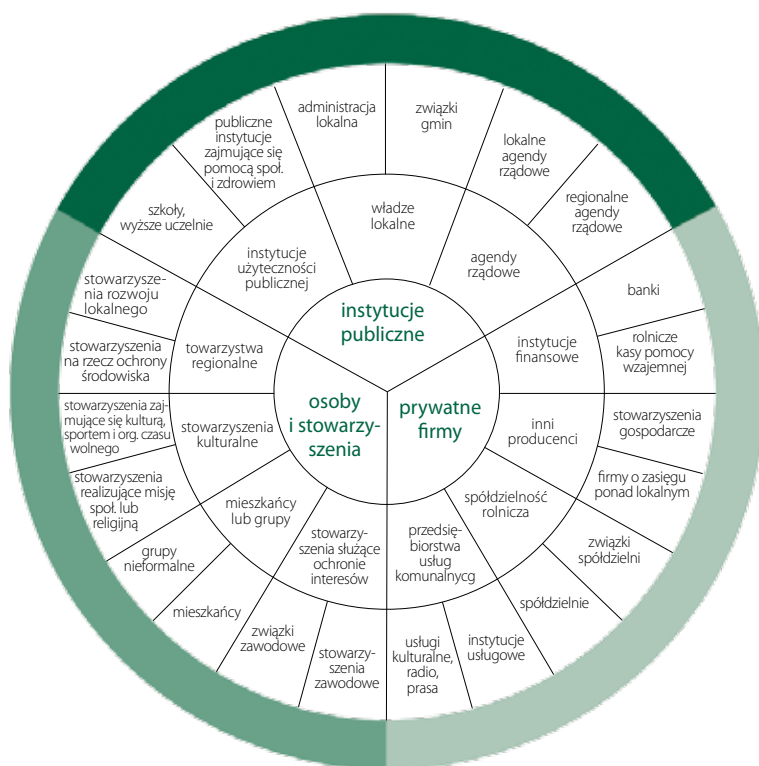 administracja
lokalna
związki
gmin
publiczne
instytucje
zajmujące się
pomocą społ.
i zdrowiem
lokalne
agendy
rządowe
szkoły,
wyższe uczelnie
regionalne
agendy
rządowe
władze
lokalne
instytucje
użyteczności
publicznej
agendy
rządowe
stowarzysze-
nia rozwoju
lokalnego
banki
instytucje
publiczne
stowarzyszenia
na rzecz ochrony
środowiska
towarzystwa
regionalne
instytucje
finansowe
rolnicze
kasy pomocy
wzajemnej
osoby
i stowarzy-
szenia
prywatne
firmy
stowarzyszenia zaj-
mujące się kulturą,
sportem i org. czasu
wolnego
stowarzyszenia
kulturalne
inni
producenci
stowarzyszenia
gospodarcze
stowarzyszenia
realizujące misję
społ. lub
religijną
mieszkańcy
lub grupy
spółdzielność
rolnicza
firmy o zasięgu
ponad lokalnym
grupy
nieformalne
stowarzy-
szenia służące
ochronie
interesów
przedsię-
biorstwa
usług
komunalnycg
związki
spółdzielni
mieszkańcy
spółdzielnie
związki
zawodowe
stowarzy-
szenia
zawodowe
usługi
kulturalne,
radio,
prasa
instytucje
usługowe